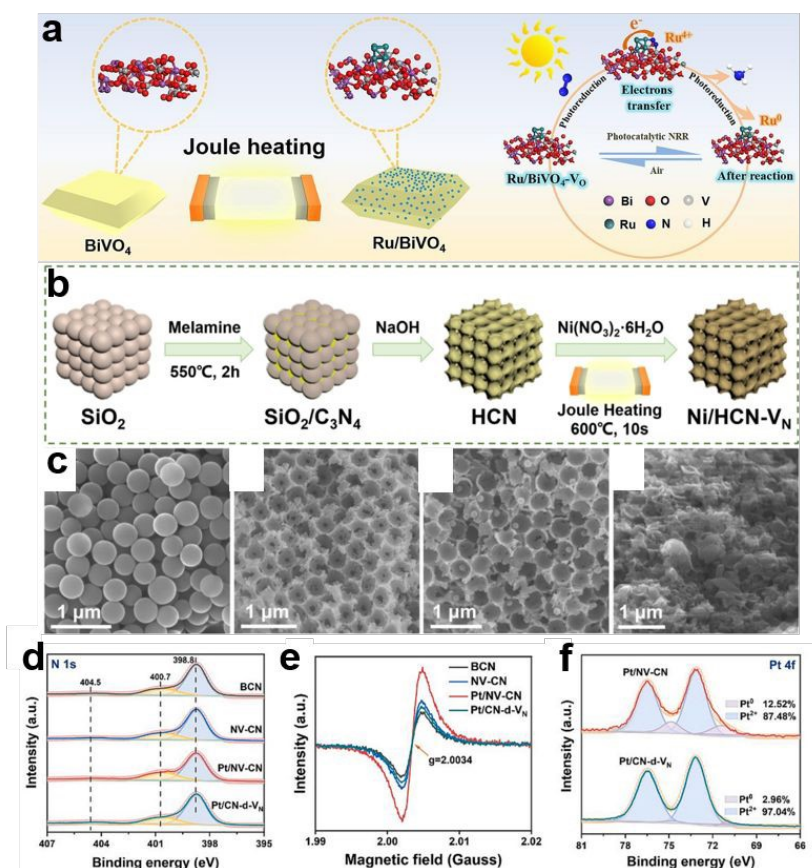 a
Joule heating
BiVO₄
Ru/BiVO₄
e⁻
Ru⁴⁺
Electrons
transfer
Photoreduction
Photoreduction
Ru⁰
Photocatalytic NRR
Air
Ru/BiVO₄-V_O
After reaction
Bi
O
V
Ru
N
H
b
Melamine
550℃, 2h
NaOH
Ni(NO₃)₂·6H₂O
Joule Heating
600℃, 10s
SiO₂
SiO₂/C₃N₄
HCN
Ni/HCN-V_N
c
1 μm
1 μm
1 μm
1 μm
d
N 1s
404.5
400.7
398.8
BCN
NV-CN
Pt/NV-CN
Pt/CN-d-V_N
Intensity (a.u.)
407 404 401 398 395
Binding energy (eV)
e
BCN
NV-CN
Pt/NV-CN
Pt/CN-d-V_N
g=2.0034
Intensity (a.u.)
1.99 2.00 2.01 2.02
Magnetic field (Gauss)
f
Pt 4f
Pt/NV-CN
Pt⁰ 12.52%
Pt²⁺ 87.48%
Pt/CN-d-V_N
Pt⁰ 2.96%
Pt²⁺ 97.04%
Intensity (a.u.)
81 78 75 72 69 66
Binding energy (eV)